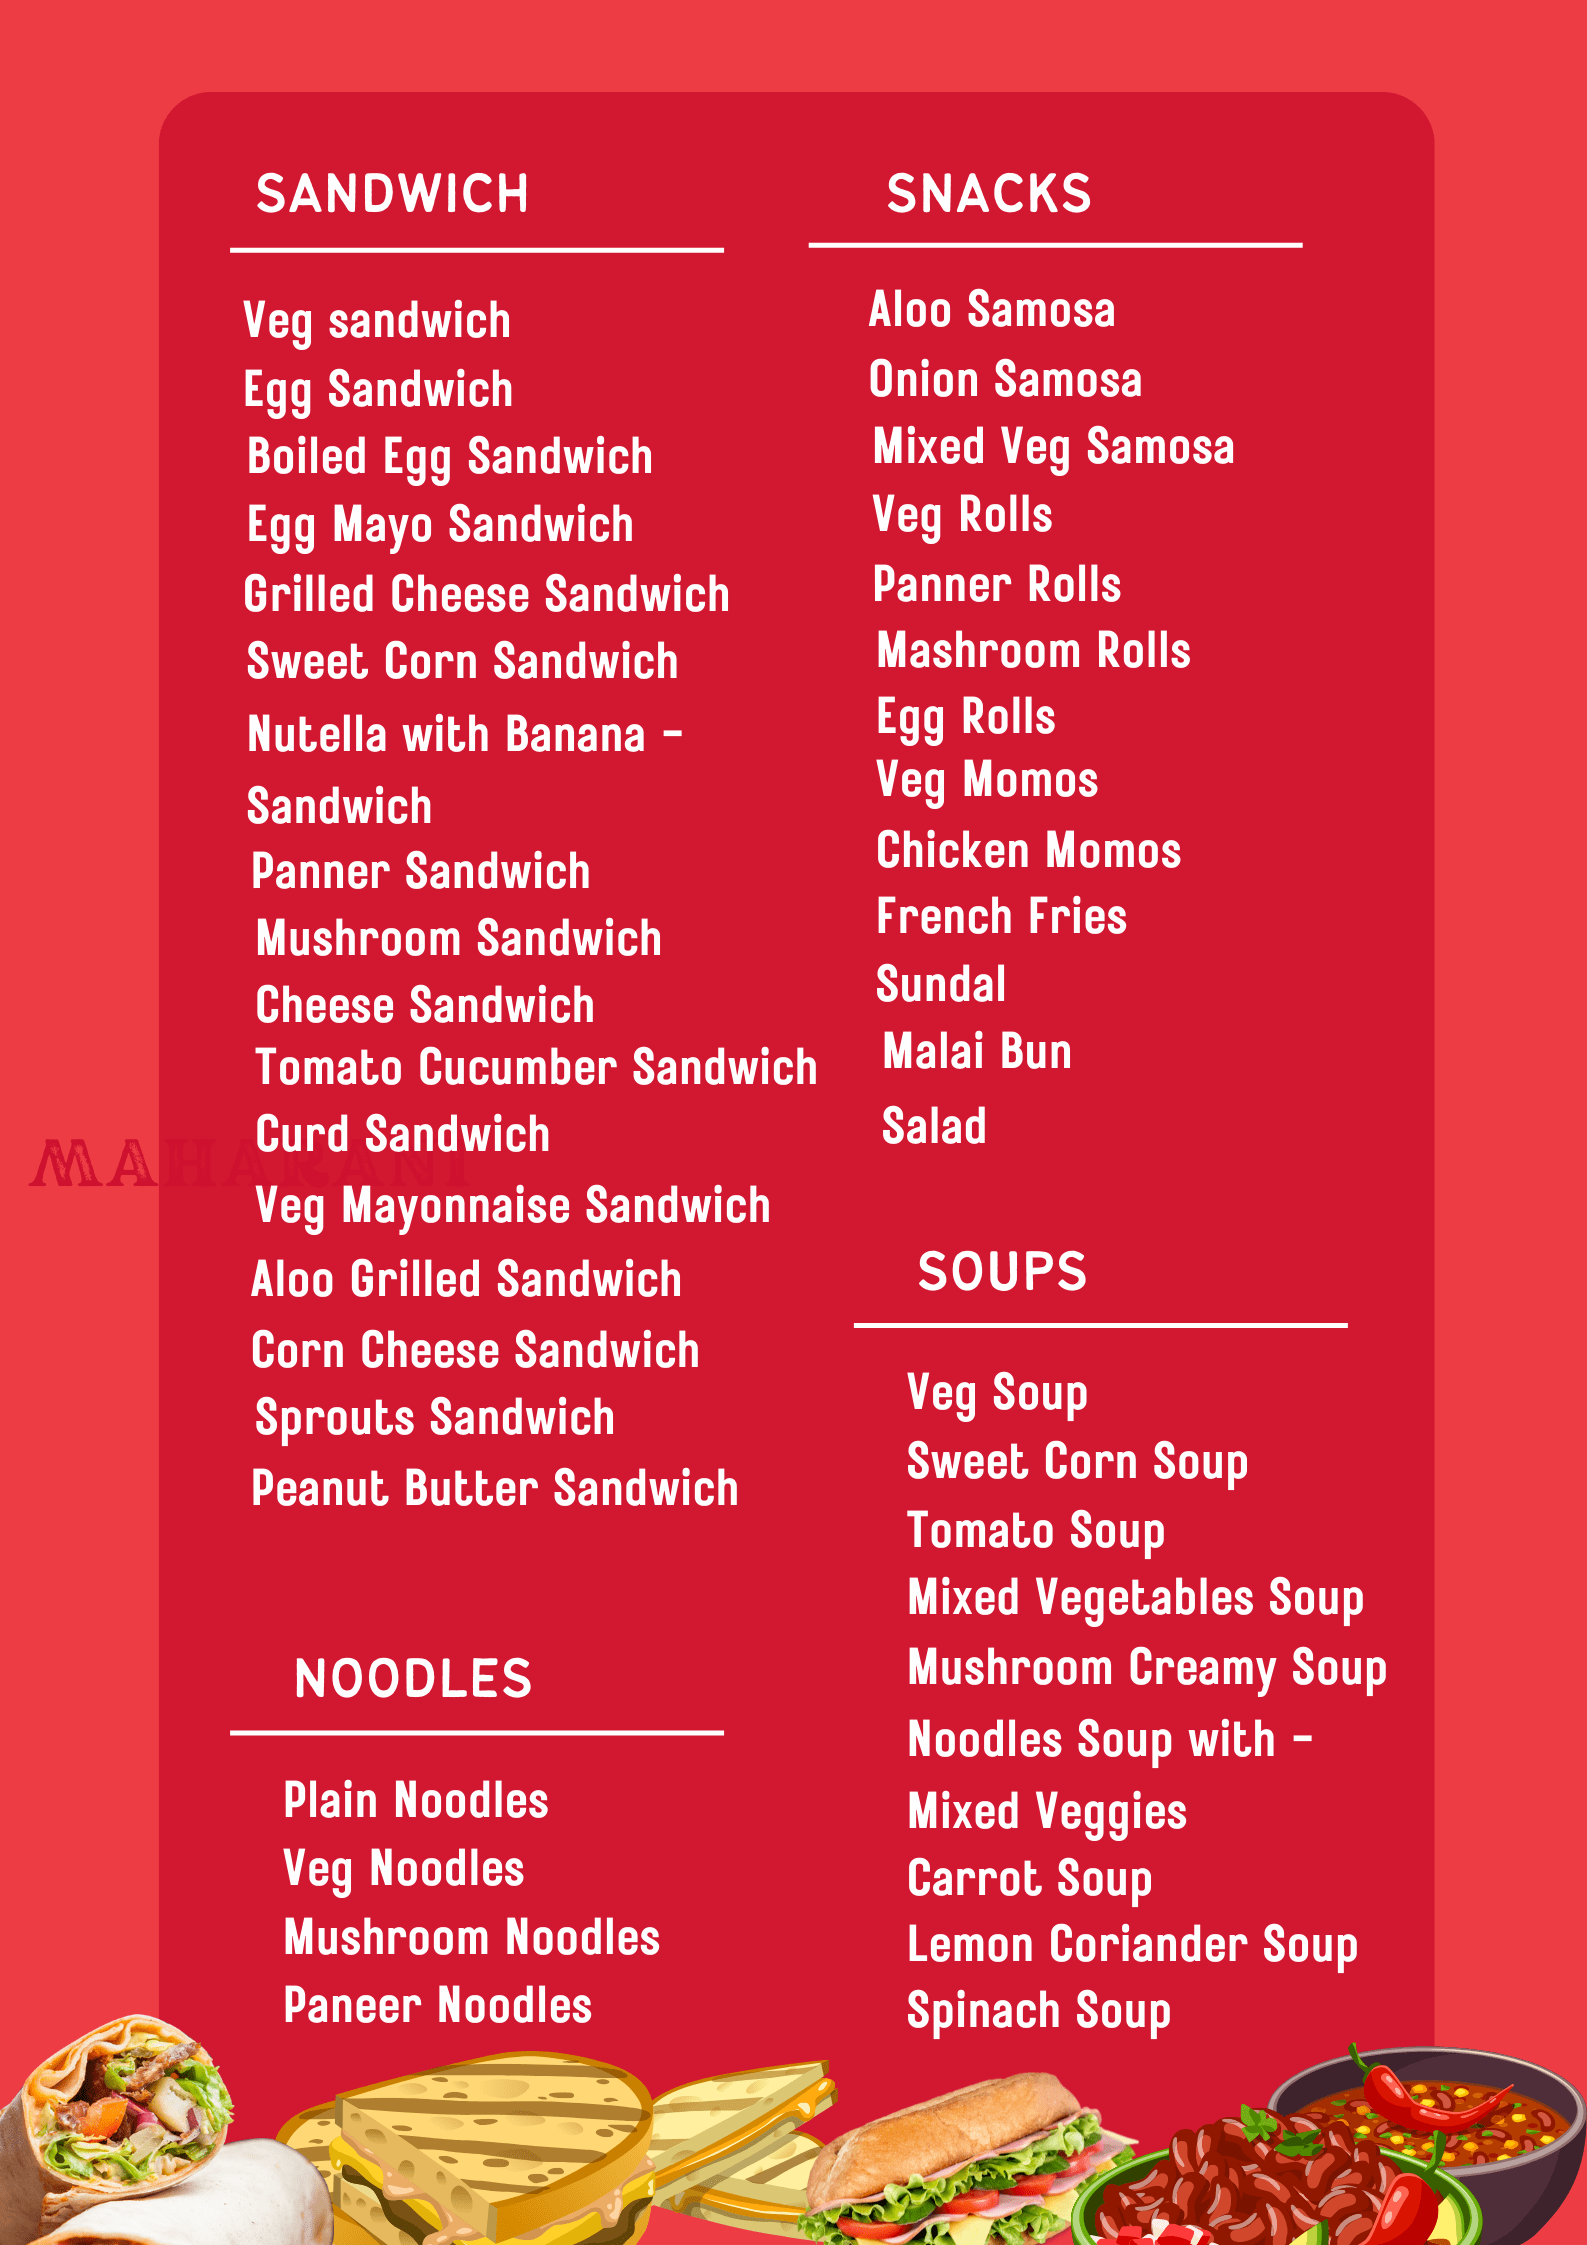 SANDWICH
Veg sandwich
Egg Sandwich
Boiled Egg Sandwich
Egg Mayo Sandwich
Grilled Cheese Sandwich
Sweet Corn Sandwich
Nutella with Banana -
Sandwich
Panner Sandwich
Mushroom Sandwich
Cheese Sandwich
Tomato Cucumber Sandwich
Curd Sandwich
MAHARANI
Veg Mayonnaise Sandwich
Aloo Grilled Sandwich
Corn Cheese Sandwich
Sprouts Sandwich
Peanut Butter Sandwich
NOODLES
Plain Noodles
Veg Noodles
Mushroom Noodles
Paneer Noodles
SNACKS
Aloo Samosa
Onion Samosa
Mixed Veg Samosa
Veg Rolls
Panner Rolls
Mashroom Rolls
Egg Rolls
Veg Momos
Chicken Momos
French Fries
Sundal
Malai Bun
Salad
SOUPS
Veg Soup
Sweet Corn Soup
Tomato Soup
Mixed Vegetables Soup
Mushroom Creamy Soup
Noodles Soup with -
Mixed Veggies
Carrot Soup
Lemon Coriander Soup
Spinach Soup